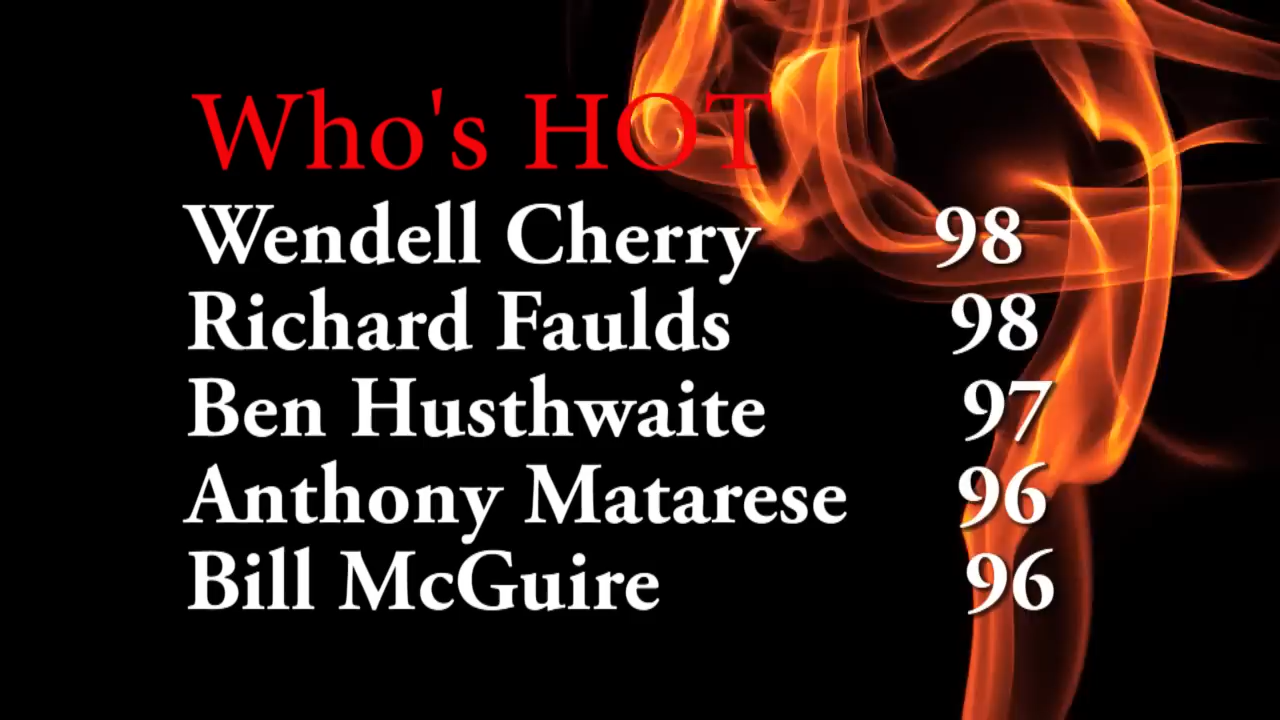 Who's HOT
Wendell Cherry 98
Richard Faulds 98
Ben Husthwaite 97
Anthony Matarese 96
Bill McGuire 96